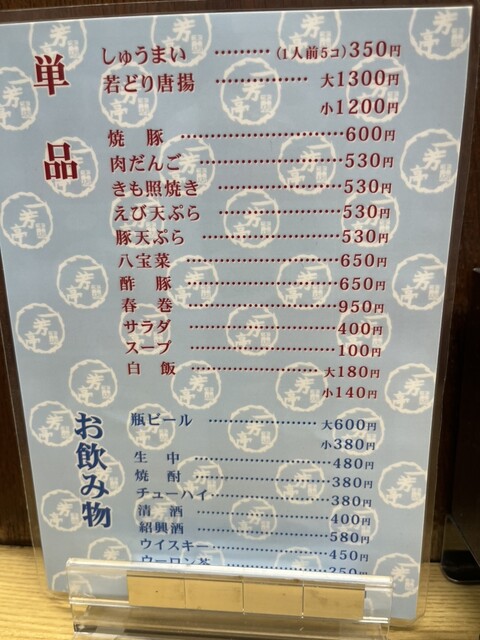 単品
しゅうまい ………（1人前5コ）350円
若どり唐揚 ………… 大1300円
小1200円
焼豚 ………………600円
肉だんご ………………530円
きも照焼き ………………530円
えび天ぷら ………………530円
豚天ぷら ………………530円
八宝菜 ………………650円
酢豚 ………………650円
春巻 ………………950円
サラダ ………………400円
スープ ………………100円
白飯 ………………大180円
小140円
お飲み物
瓶ビール ………………大600円
小380円
生中 ………………480円
焼酎 ………………380円
チューハイ ………………380円
清酒 ………………400円
紹興酒 ………………580円
ウイスキー ………………450円
ウーロン茶 ………………350円